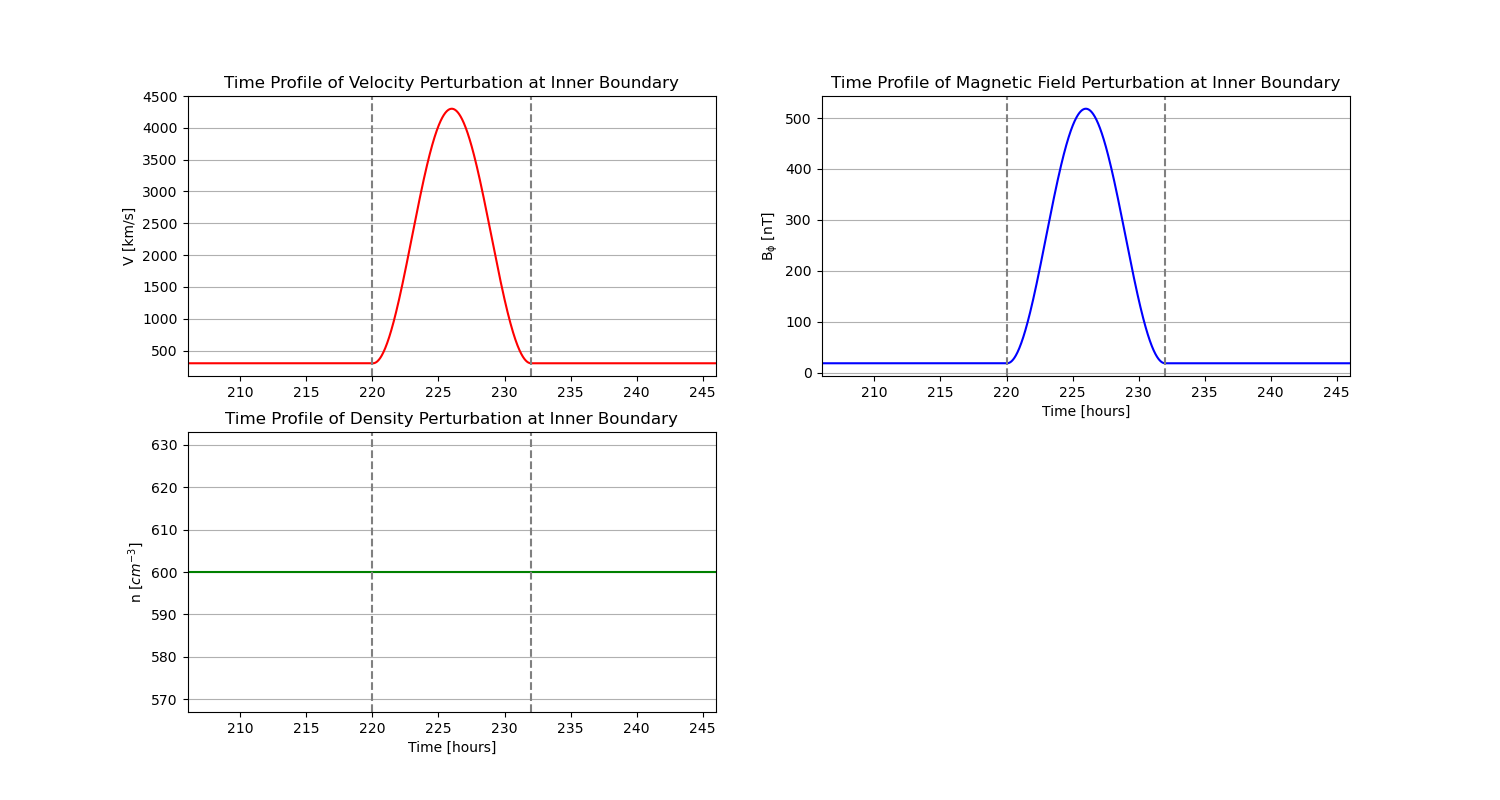 Time Profile of Velocity Perturbation at Inner Boundary
4500
4000
3500
3000
2500
2000
1500
1000
500
V [km/s]
210 215 220 225 230 235 240 245
Time Profile of Magnetic Field Perturbation at Inner Boundary
500
400
300
200
100
0
Bϕ [nT]
210 215 220 225 230 235 240 245
Time [hours]
Time Profile of Density Perturbation at Inner Boundary
630
620
610
600
590
580
570
n [cm⁻³]
210 215 220 225 230 235 240 245
Time [hours]